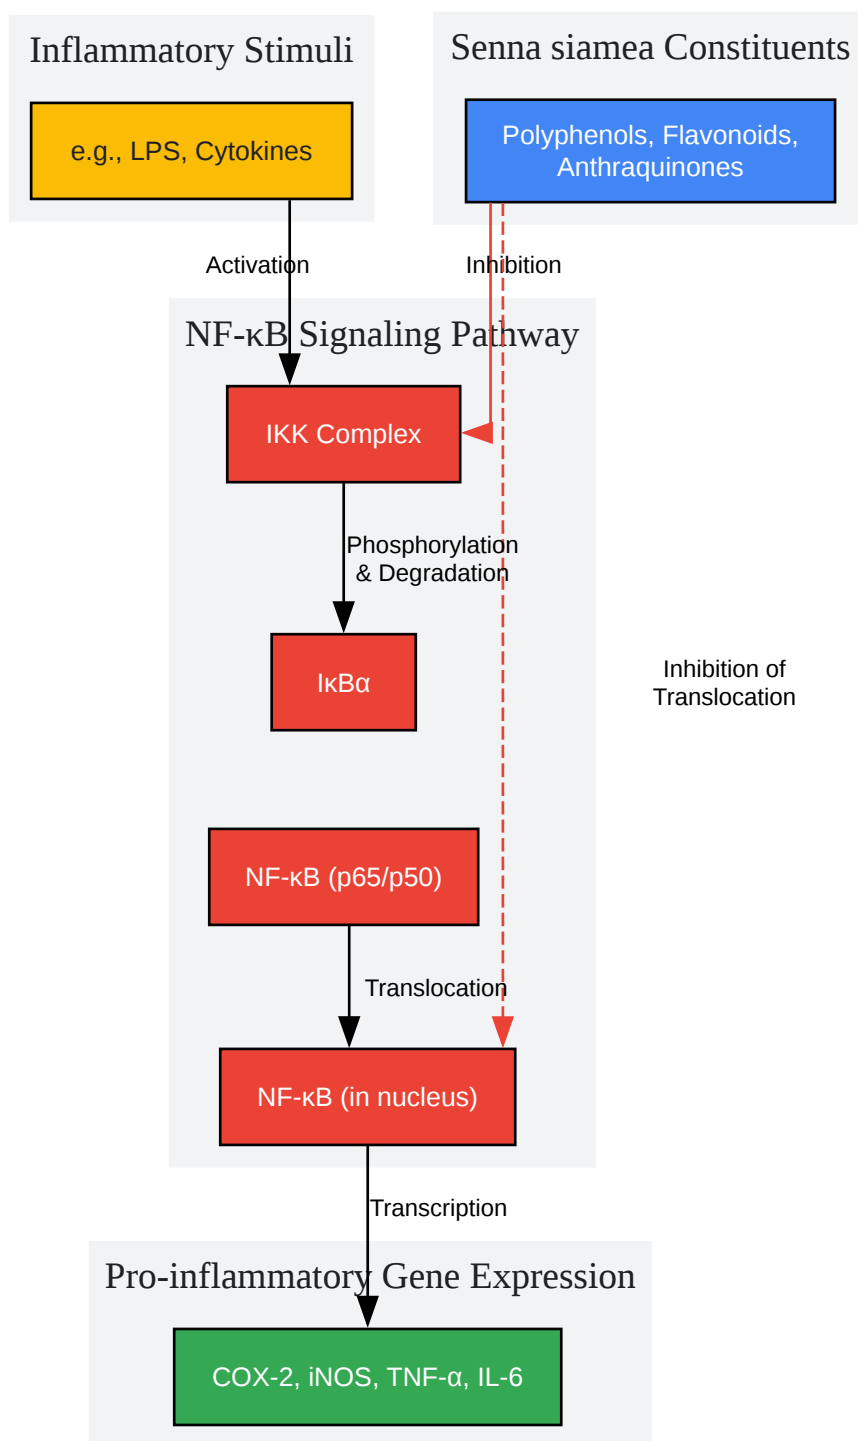 Inflammatory Stimuli
e.g., LPS, Cytokines
Senna siamea Constituents
Polyphenols, Flavonoids,
Anthraquinones
Activation
Inhibition
NF-κB Signaling Pathway
IKK Complex
Phosphorylation
& Degradation
IκBα
Inhibition of
Translocation
NF-κB (p65/p50)
Translocation
NF-κB (in nucleus)
Transcription
Pro-inflammatory Gene Expression
COX-2, iNOS, TNF-α, IL-6